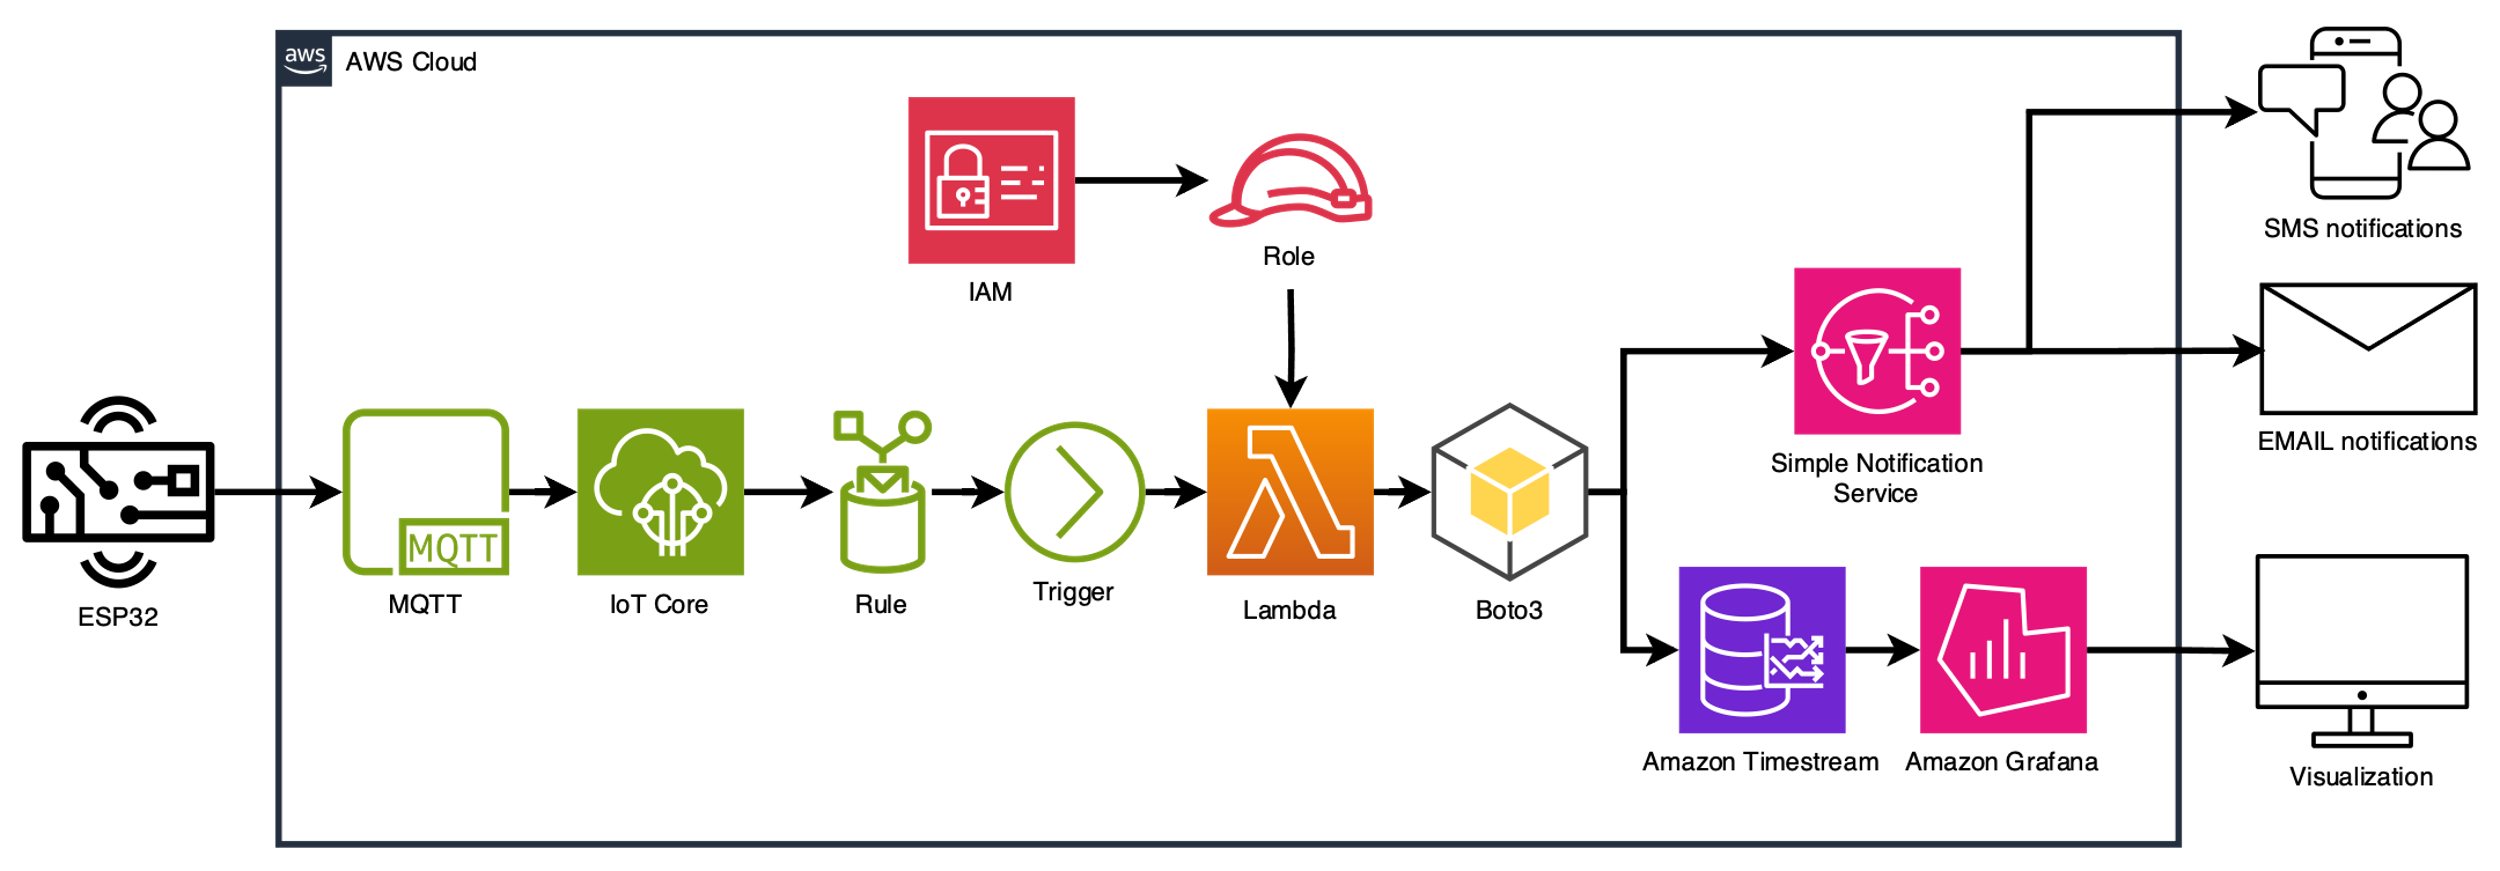 aws
AWS Cloud
SMS notifications
Role
IAM
EMAIL notifications
Simple Notification
Service
MQTT
ESP32
MQTT
IoT Core
Rule
Trigger
Lambda
Boto3
Amazon Timestream
Amazon Grafana
Visualization